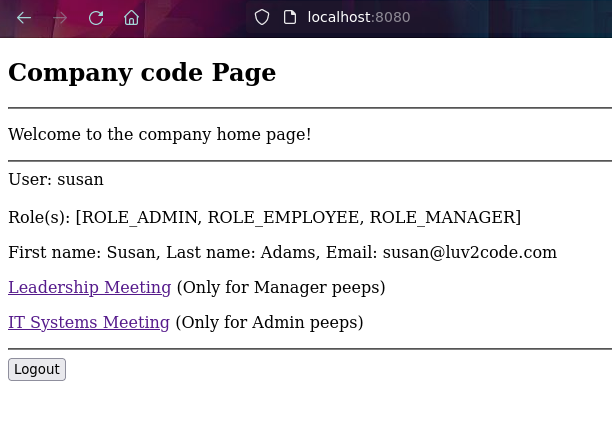 localhost:8080
Company code Page
Welcome to the company home page!
User: susan
Role(s): [ROLE_ADMIN, ROLE_EMPLOYEE, ROLE_MANAGER]
First name: Susan, Last name: Adams, Email: susan@luv2code.com
Leadership Meeting (Only for Manager peeps)
IT Systems Meeting (Only for Admin peeps)
Logout